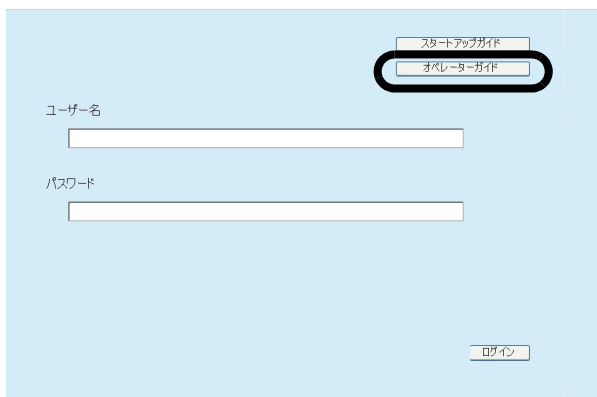 スタートアップガイド
オペレーターガイド
ユーザー名
パスワード
ログイン